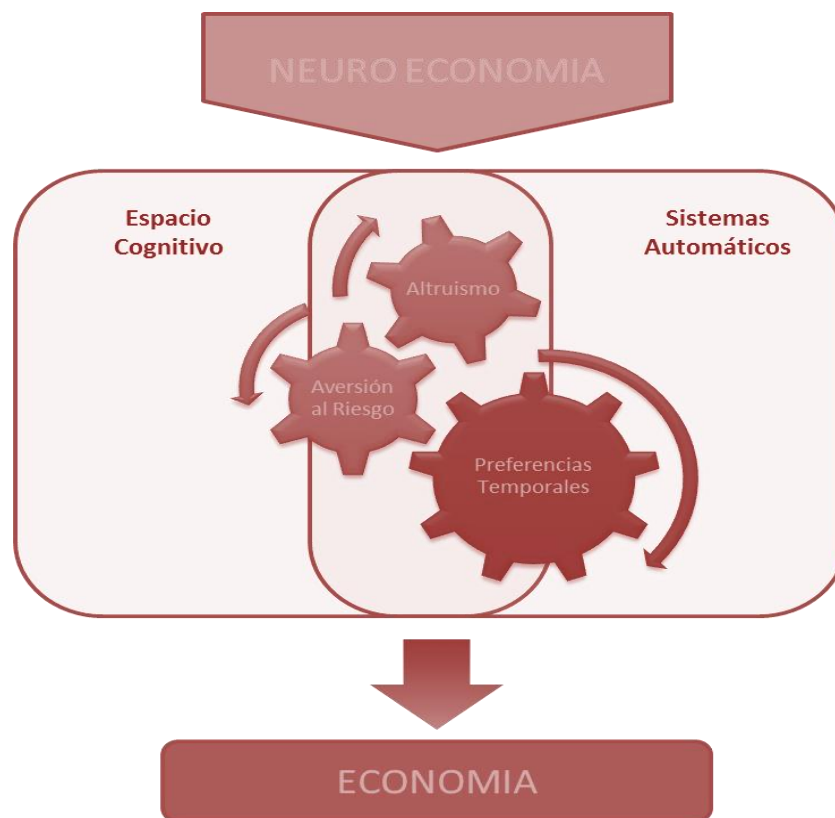 NEURO ECONOMIA
Espacio
Cognitivo
Sistemas
Automáticos
Altruismo
Aversión
al Riesgo
Preferencias
Temporales
ECONOMIA